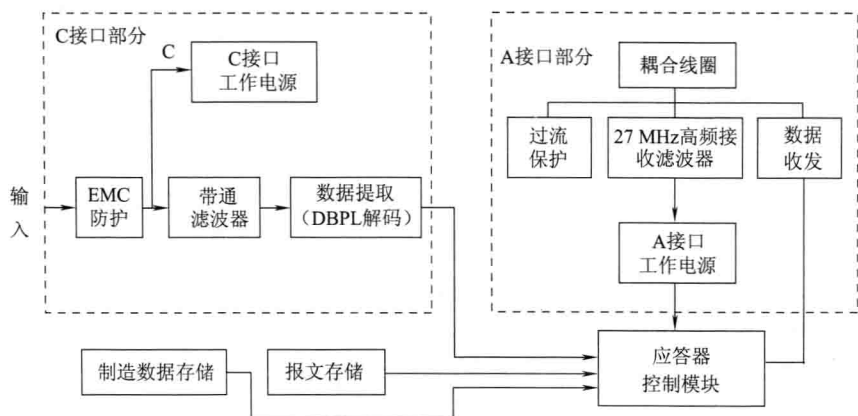 C接口部分
C
C接口
工作电源
输
入
EMC
防护
带通
滤波器
数据提取
（DBPL解码）
A接口部分
耦合线圈
过流
保护
27 MHz高频接
收滤波器
数据
收发
A接口
工作电源
制造数据存储
报文存储
应答器
控制模块